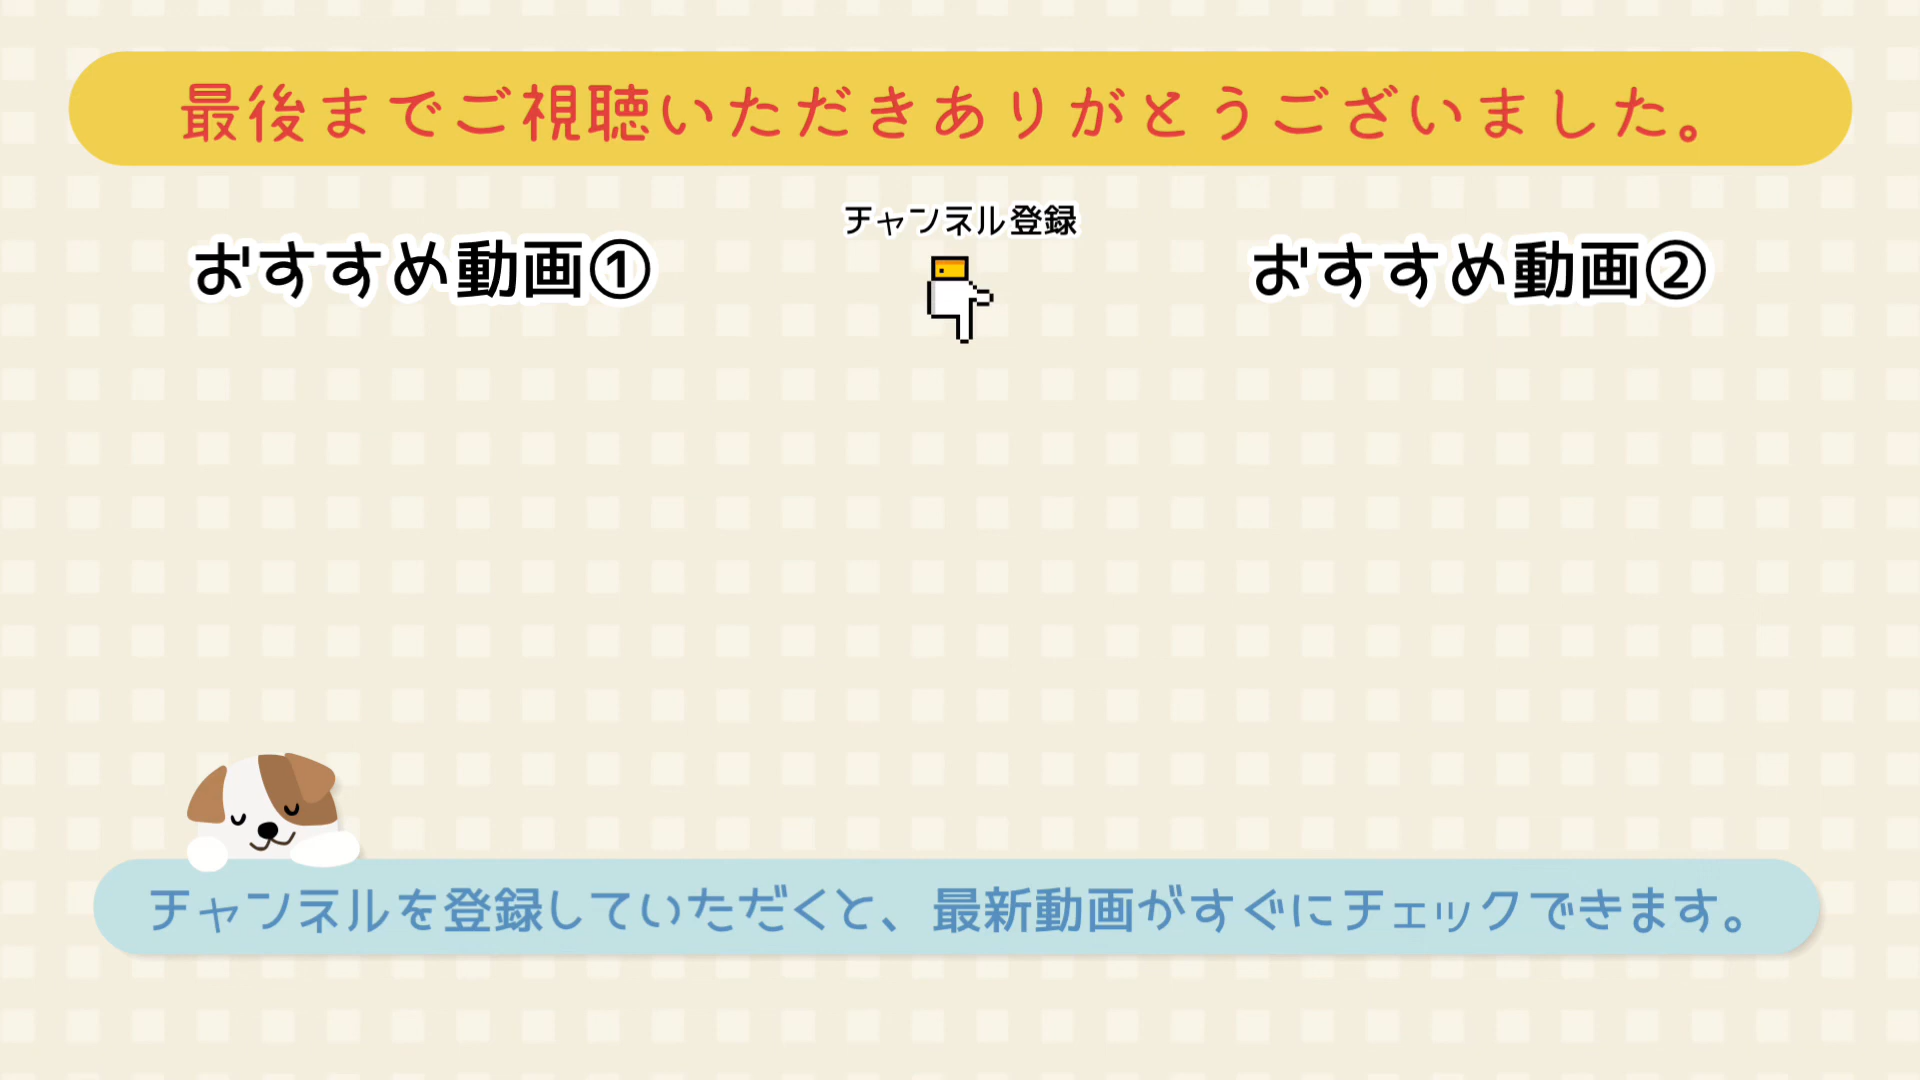 最後までご視聴いただきありがとうございました。
チャンネル登録
おすすめ動画①
おすすめ動画②
チャンネルを登録していただくと、最新動画がすぐにチェックできます。